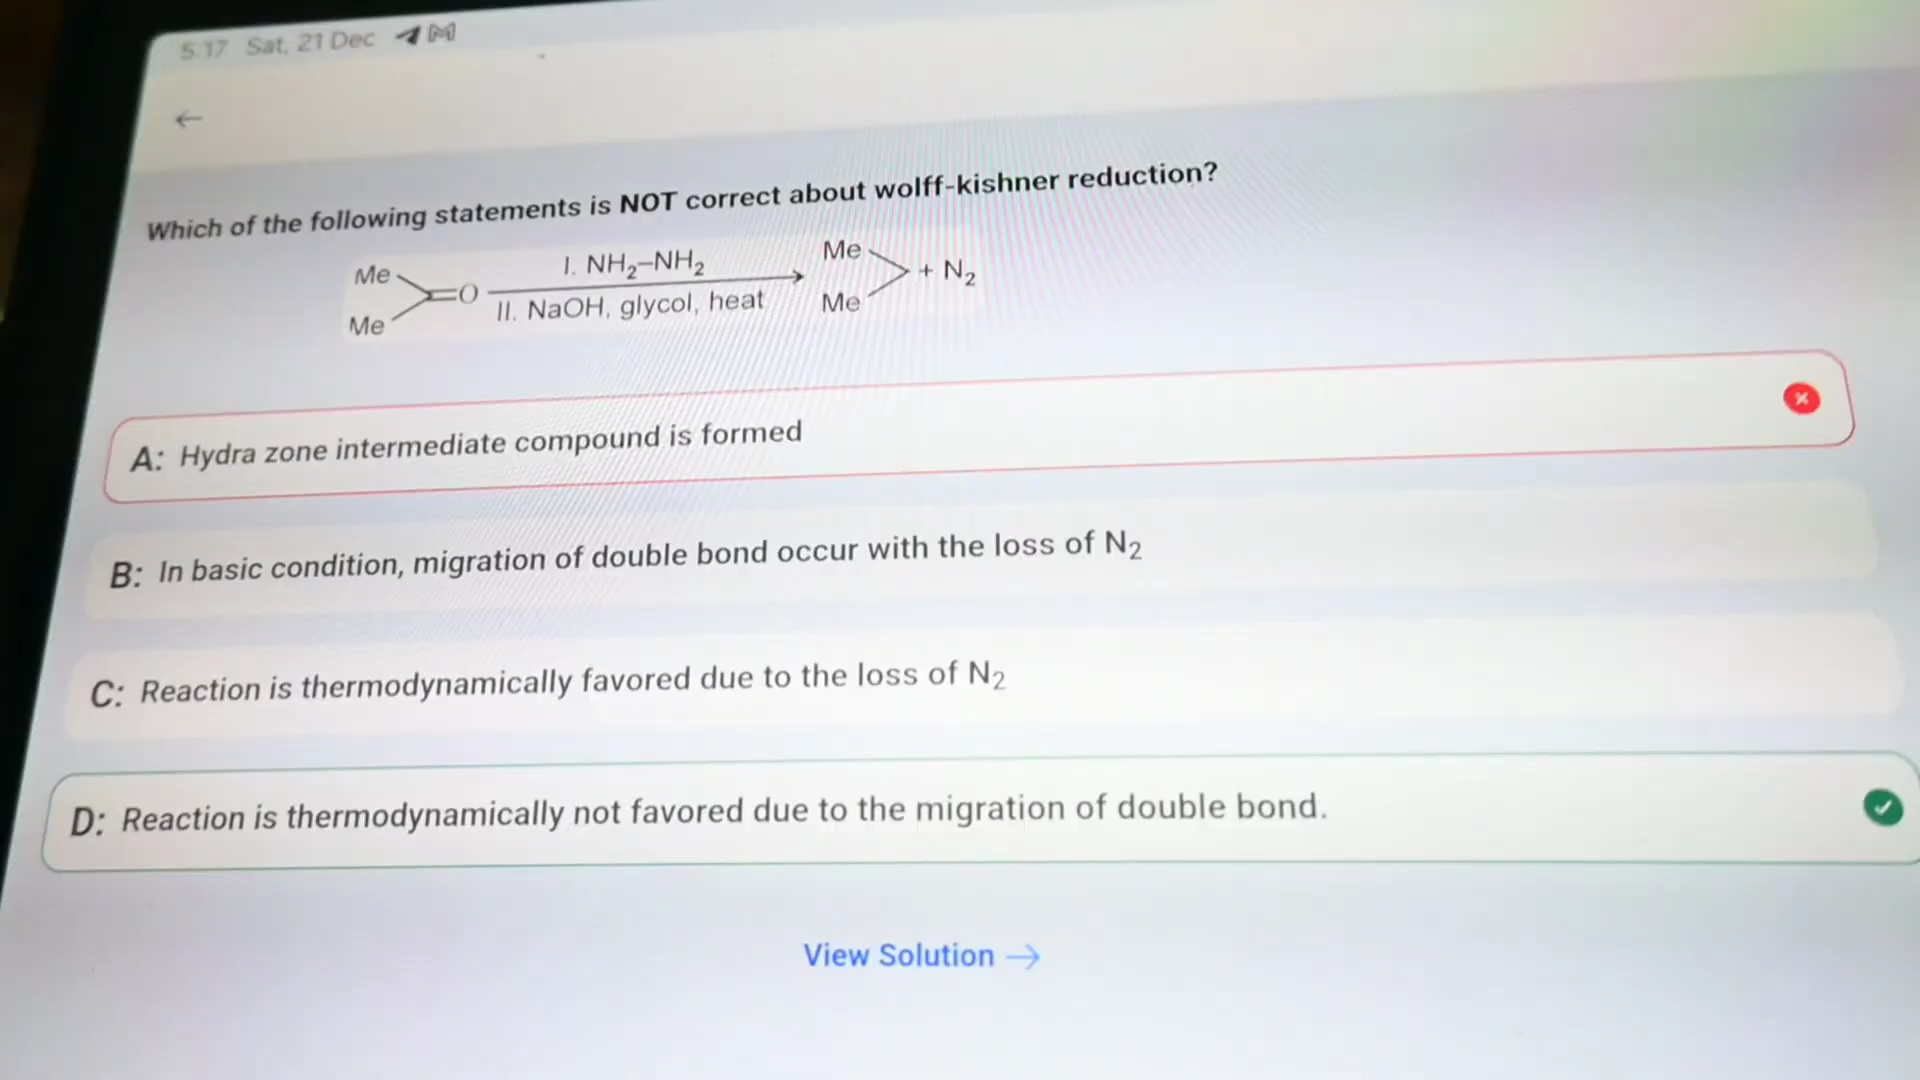 5:17 Sat, 21 Dec
Which of the following statements is NOT correct about wolff-kishner reduction?
Me
Me
=O
I. NH₂–NH₂
II. NaOH, glycol, heat
Me
Me
+ N₂
A: Hydra zone intermediate compound is formed
B: In basic condition, migration of double bond occur with the loss of N₂
C: Reaction is thermodynamically favored due to the loss of N₂
D: Reaction is thermodynamically not favored due to the migration of double bond.
View Solution →